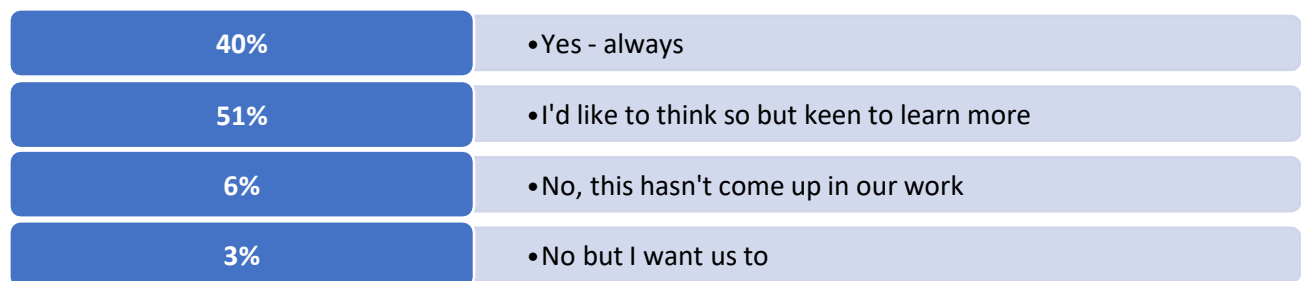 40% •Yes - always
51% •I'd like to think so but keen to learn more
6% •No, this hasn't come up in our work
3% •No but I want us to